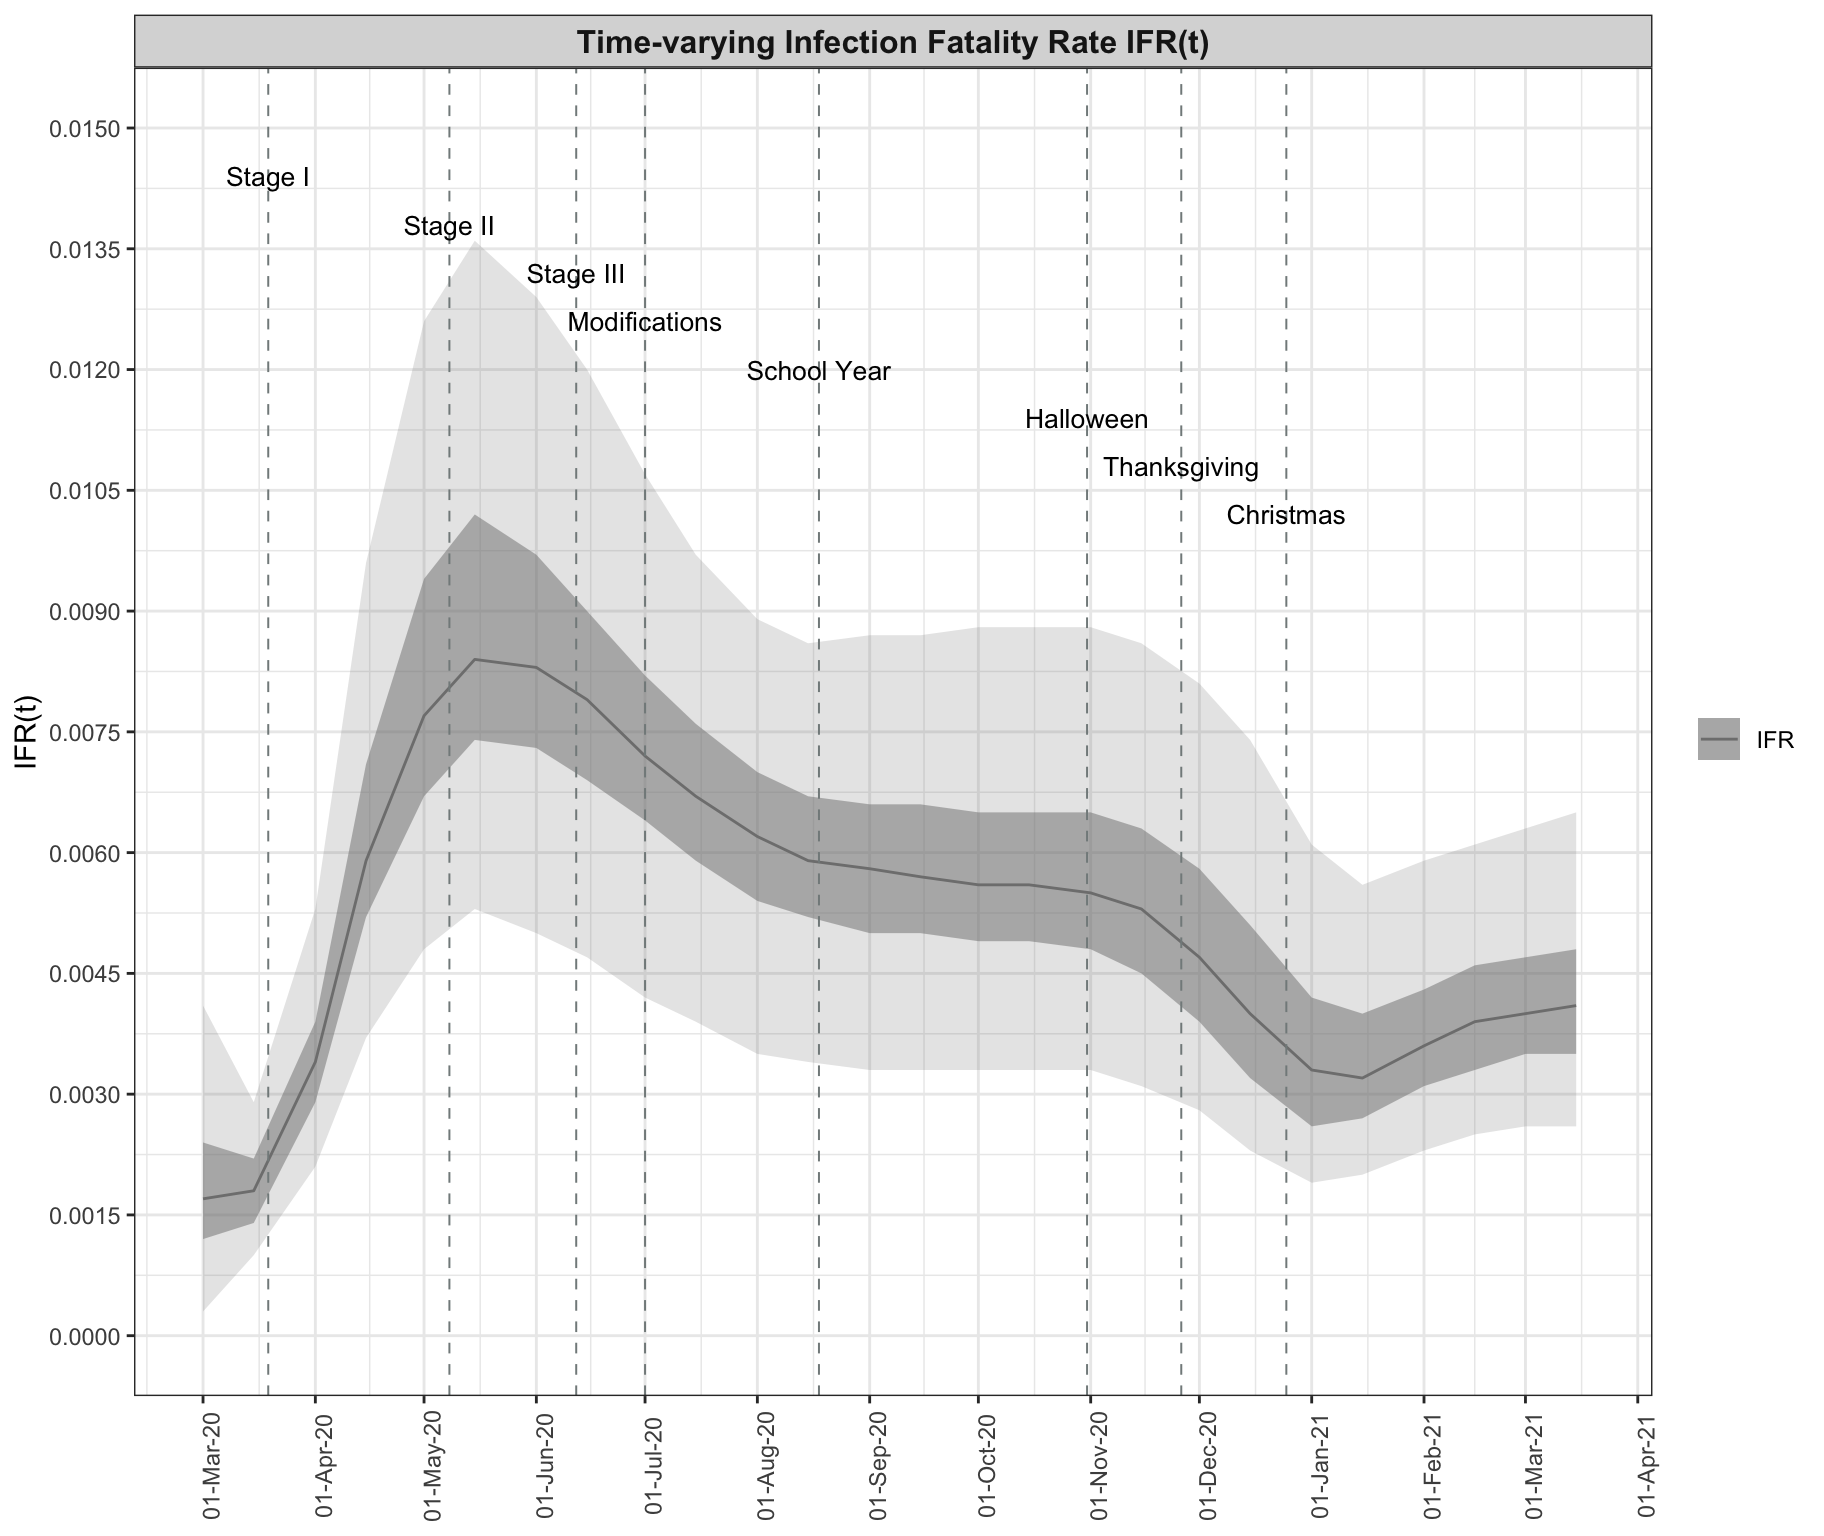 Time-varying Infection Fatality Rate IFR(t)
0.0150
Stage I
Stage II
0.0135
Stage III
Modifications
0.0120
School Year
Halloween
Thanksgiving
0.0105
Christmas
0.0090
0.0075
IFR(t)
IFR
0.0060
0.0045
0.0030
0.0015
0.0000
01-Mar-20
01-Apr-20
01-May-20
01-Jun-20
01-Jul-20
01-Aug-20
01-Sep-20
01-Oct-20
01-Nov-20
01-Dec-20
01-Jan-21
01-Feb-21
01-Mar-21
01-Apr-21